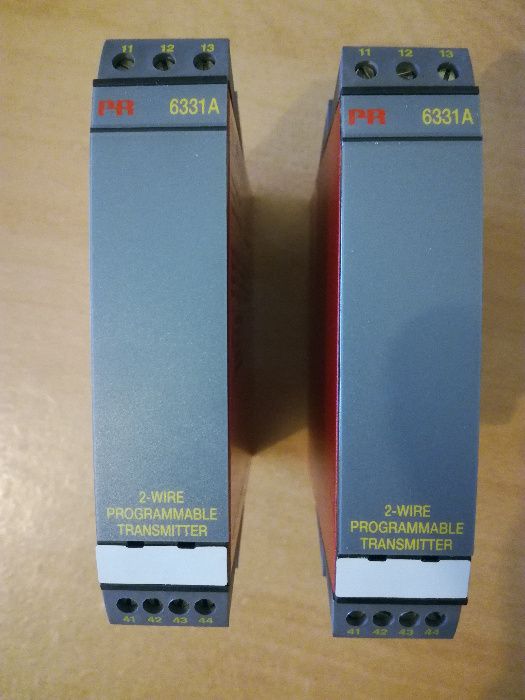 11 12 13
PR 6331A
2-WIRE
PROGRAMMABLE
TRANSMITTER
41 42 43 44
11 12 13
PR 6331A
2-WIRE
PROGRAMMABLE
TRANSMITTER
41 42 43 44